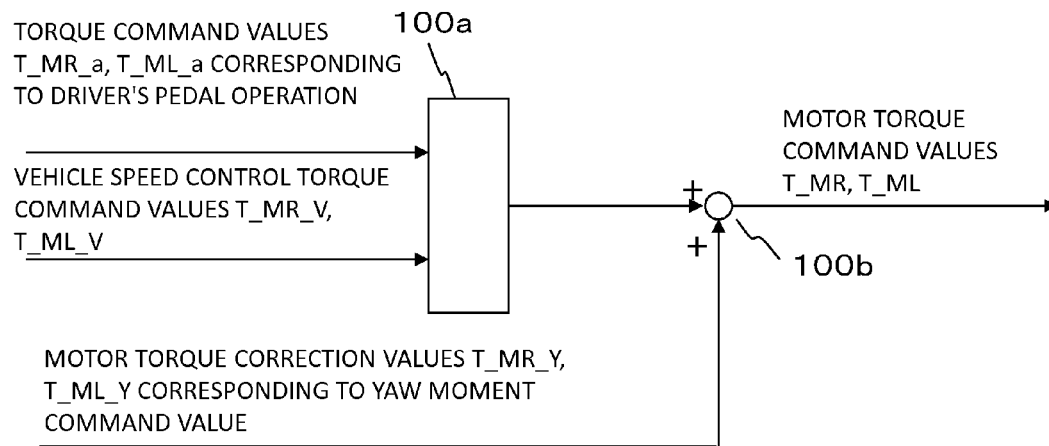 TORQUE COMMAND VALUES
T_MR_a, T_ML_a CORRESPONDING
TO DRIVER'S PEDAL OPERATION
100a
VEHICLE SPEED CONTROL TORQUE
COMMAND VALUES T_MR_V,
T_ML_V
MOTOR TORQUE
COMMAND VALUES
T_MR, T_ML
+
+
100b
MOTOR TORQUE CORRECTION VALUES T_MR_Y,
T_ML_Y CORRESPONDING TO YAW MOMENT
COMMAND VALUE